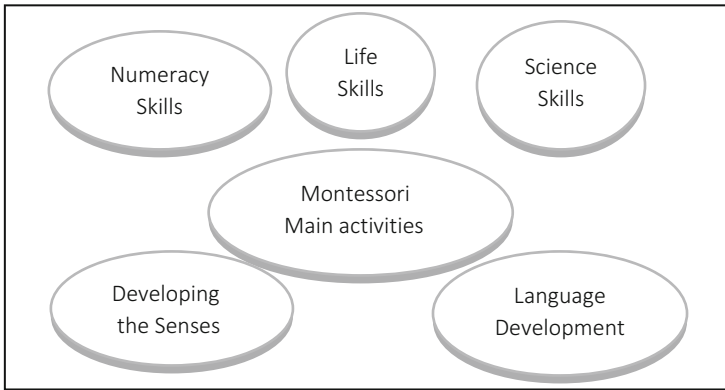 Numeracy
Skills
Life
Skills
Science
Skills
Montessori
Main activities
Developing
the Senses
Language
Development